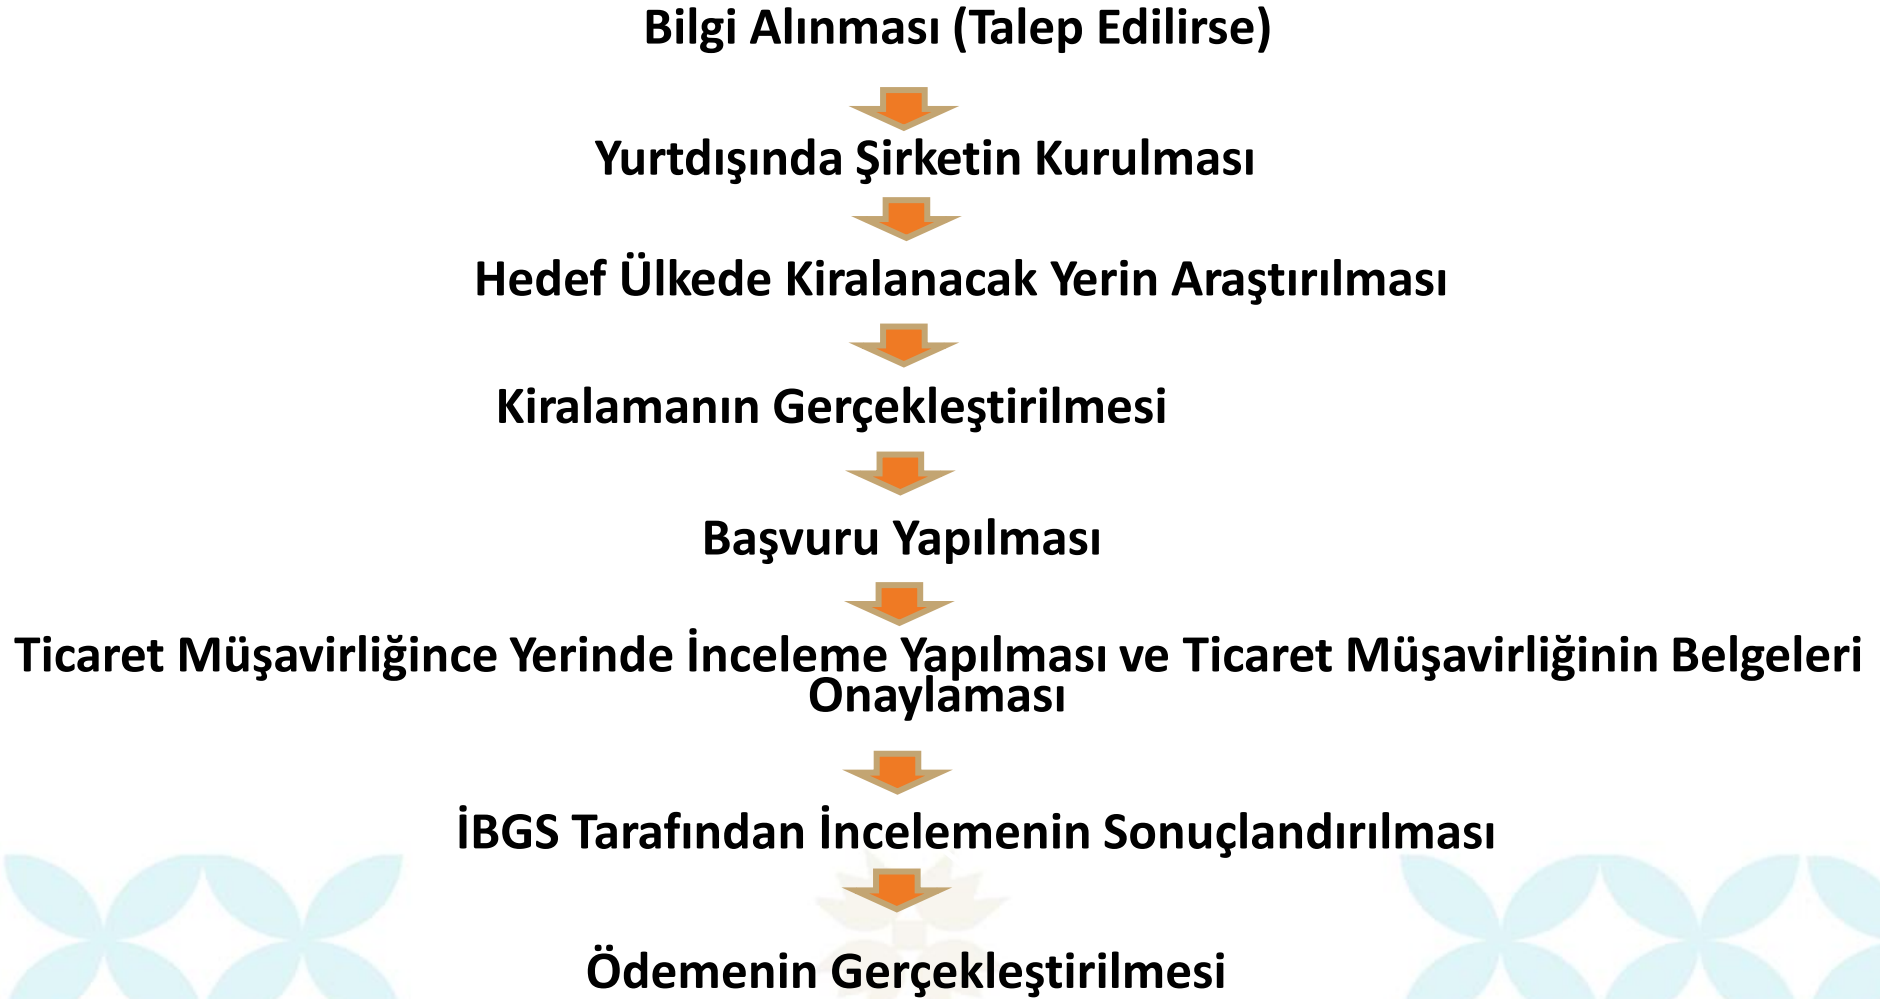 Bilgi Alınması (Talep Edilirse)
Yurtdışında Şirketin Kurulması
Hedef Ülkede Kiralanacak Yerin Araştırılması
Kiralamanın Gerçekleştirilmesi
Başvuru Yapılması
Ticaret Müşavirliğince Yerinde İnceleme Yapılması ve Ticaret Müşavirliğinin Belgeleri
Onaylaması
İBGS Tarafından İncelemenin Sonuçlandırılması
Ödemenin Gerçekleştirilmesi